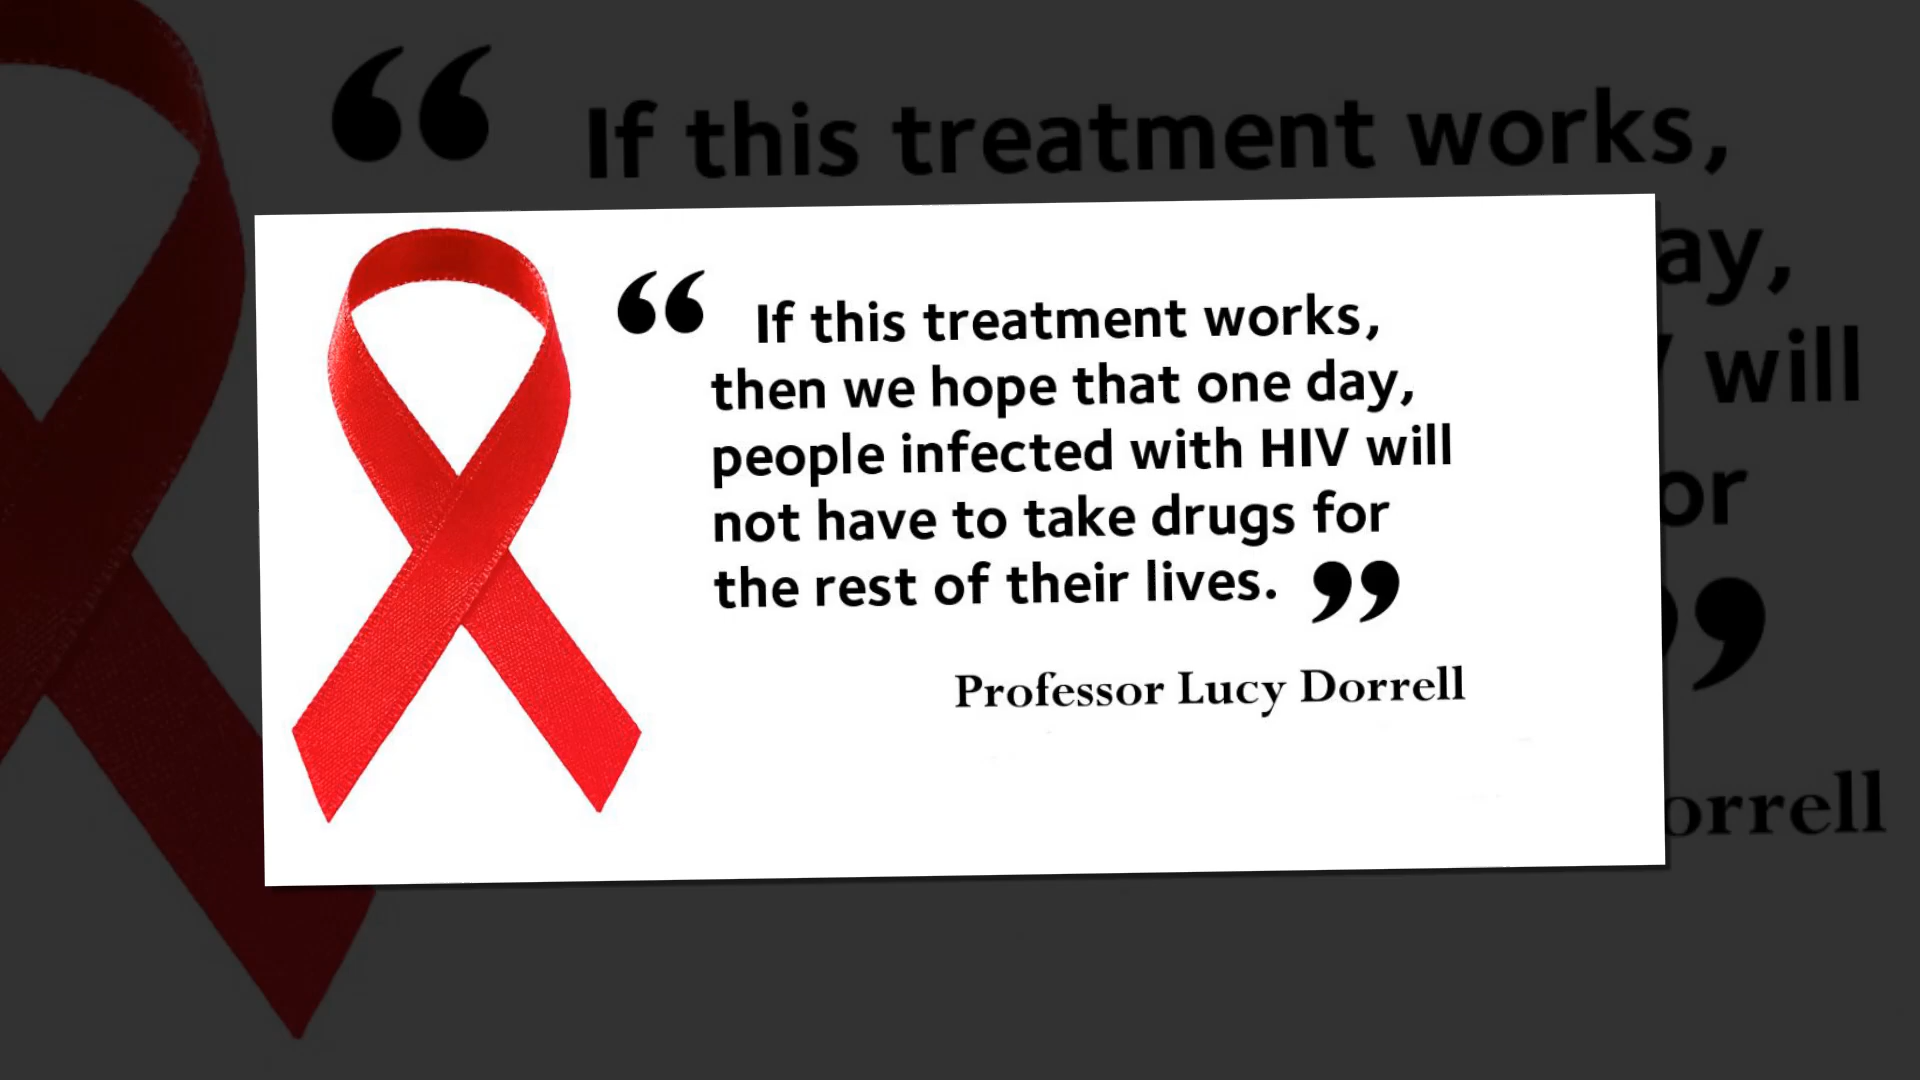 “ If this treatment works,
then we hope that one day,
people infected with HIV will
not have to take drugs for
the rest of their lives. ”
Professor Lucy Dorrell